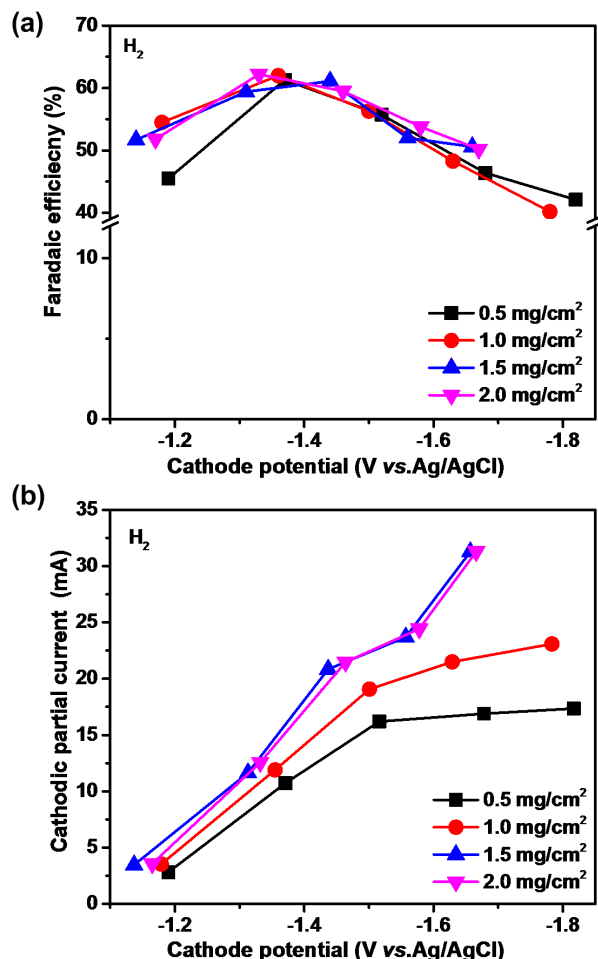 (a)
H₂
Faradaic efficiecny (%)
70
60
50
40
10
0
0.5 mg/cm²
1.0 mg/cm²
1.5 mg/cm²
2.0 mg/cm²
-1.2 -1.4 -1.6 -1.8
Cathode potential (V vs.Ag/AgCl)
(b)
H₂
Cathodic partial current (mA)
35
30
25
20
15
10
5
0
0.5 mg/cm²
1.0 mg/cm²
1.5 mg/cm²
2.0 mg/cm²
-1.2 -1.4 -1.6 -1.8
Cathode potential (V vs.Ag/AgCl)